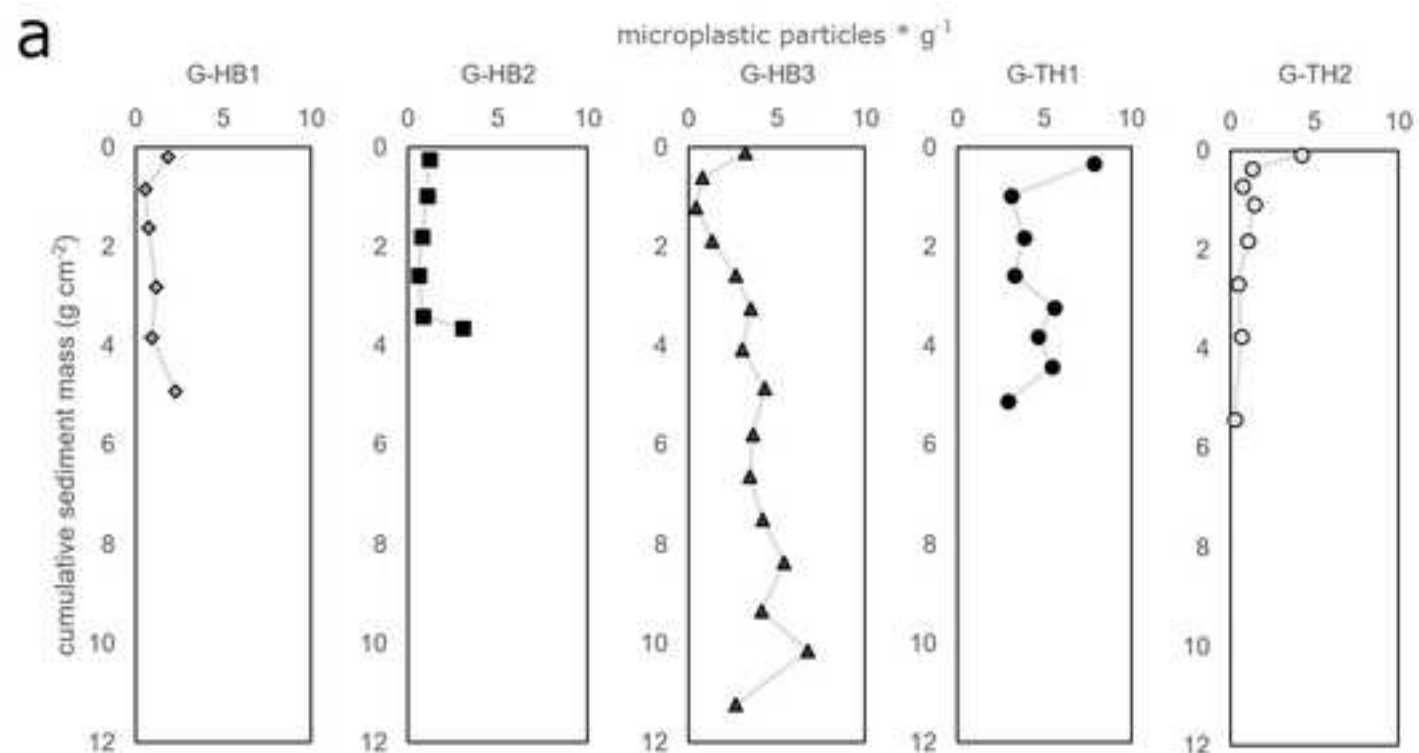 a
microplastic particles * g-1
G-HB1 G-HB2 G-HB3 G-TH1 G-TH2
0 5 10 0 5 10 0 5 10 0 5 10 0 5 10
cumulative sediment mass (g cm-2)
0 0 0 0 0
2 2 2 2 2
4 4 4 4 4
6 6 6 6 6
8 8 8 8 8
10 10 10 10 10
12 12 12 12 12